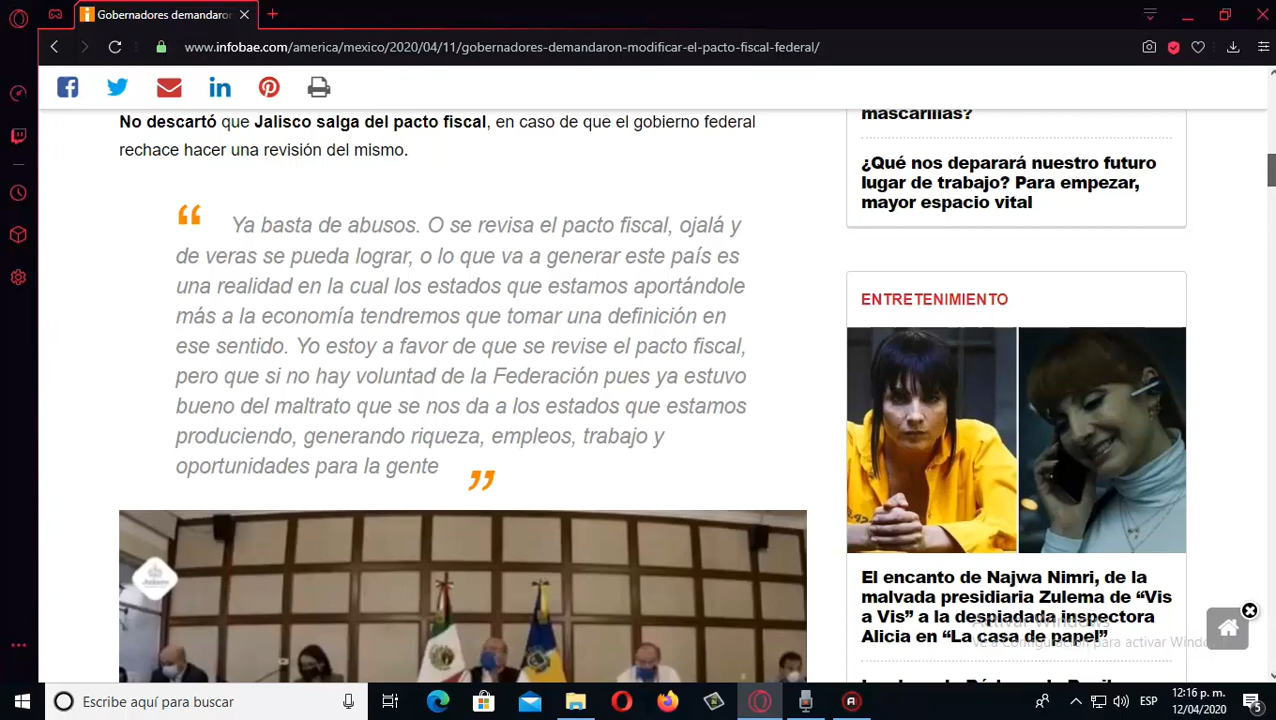 Gobernadores demandaron
www.infobae.com/america/mexico/2020/04/11/gobernadores-demandaron-modificar-el-pacto-fiscal-federal/
No descartó que Jalisco salga del pacto fiscal, en caso de que el gobierno federal
rechace hacer una revisión del mismo.
“ Ya basta de abusos. O se revisa el pacto fiscal, ojalá y
de veras se pueda lograr, o lo que va a generar este país es
una realidad en la cual los estados que estamos aportándole
más a la economía tendremos que tomar una definición en
ese sentido. Yo estoy a favor de que se revise el pacto fiscal,
pero que si no hay voluntad de la Federación pues ya estuvo
bueno del maltrato que se nos da a los estados que estamos
produciendo, generando riqueza, empleos, trabajo y
oportunidades para la gente ”
mascarillas?
¿Qué nos deparará nuestro futuro
lugar de trabajo? Para empezar,
mayor espacio vital
ENTRETENIMIENTO
El encanto de Najwa Nimri, de la
malvada presidiaria Zulema de “Vis
a Vis” a la despiadada inspectora
Alicia en “La casa de papel”
Activar Windows
Ve a Configuración para activar Windows
Escribe aquí para buscar
ESP
12:16 p. m.
12/04/2020
5